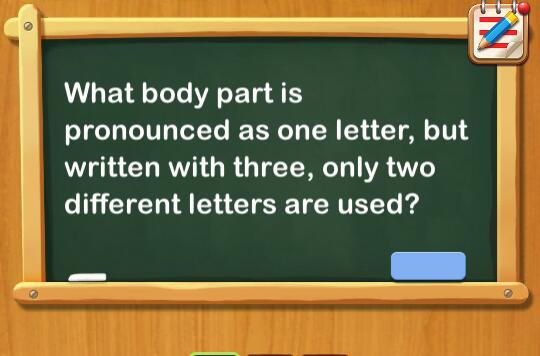 What body part is
pronounced as one letter, but
written with three, only two
different letters are used?